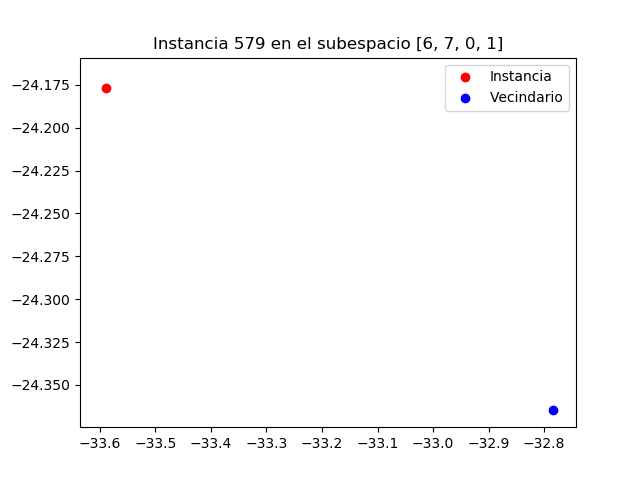 Instancia 579 en el subespacio [6, 7, 0, 1]
Instancia
Vecindario
−24.175
−24.200
−24.225
−24.250
−24.275
−24.300
−24.325
−24.350
−33.6 −33.5 −33.4 −33.3 −33.2 −33.1 −33.0 −32.9 −32.8